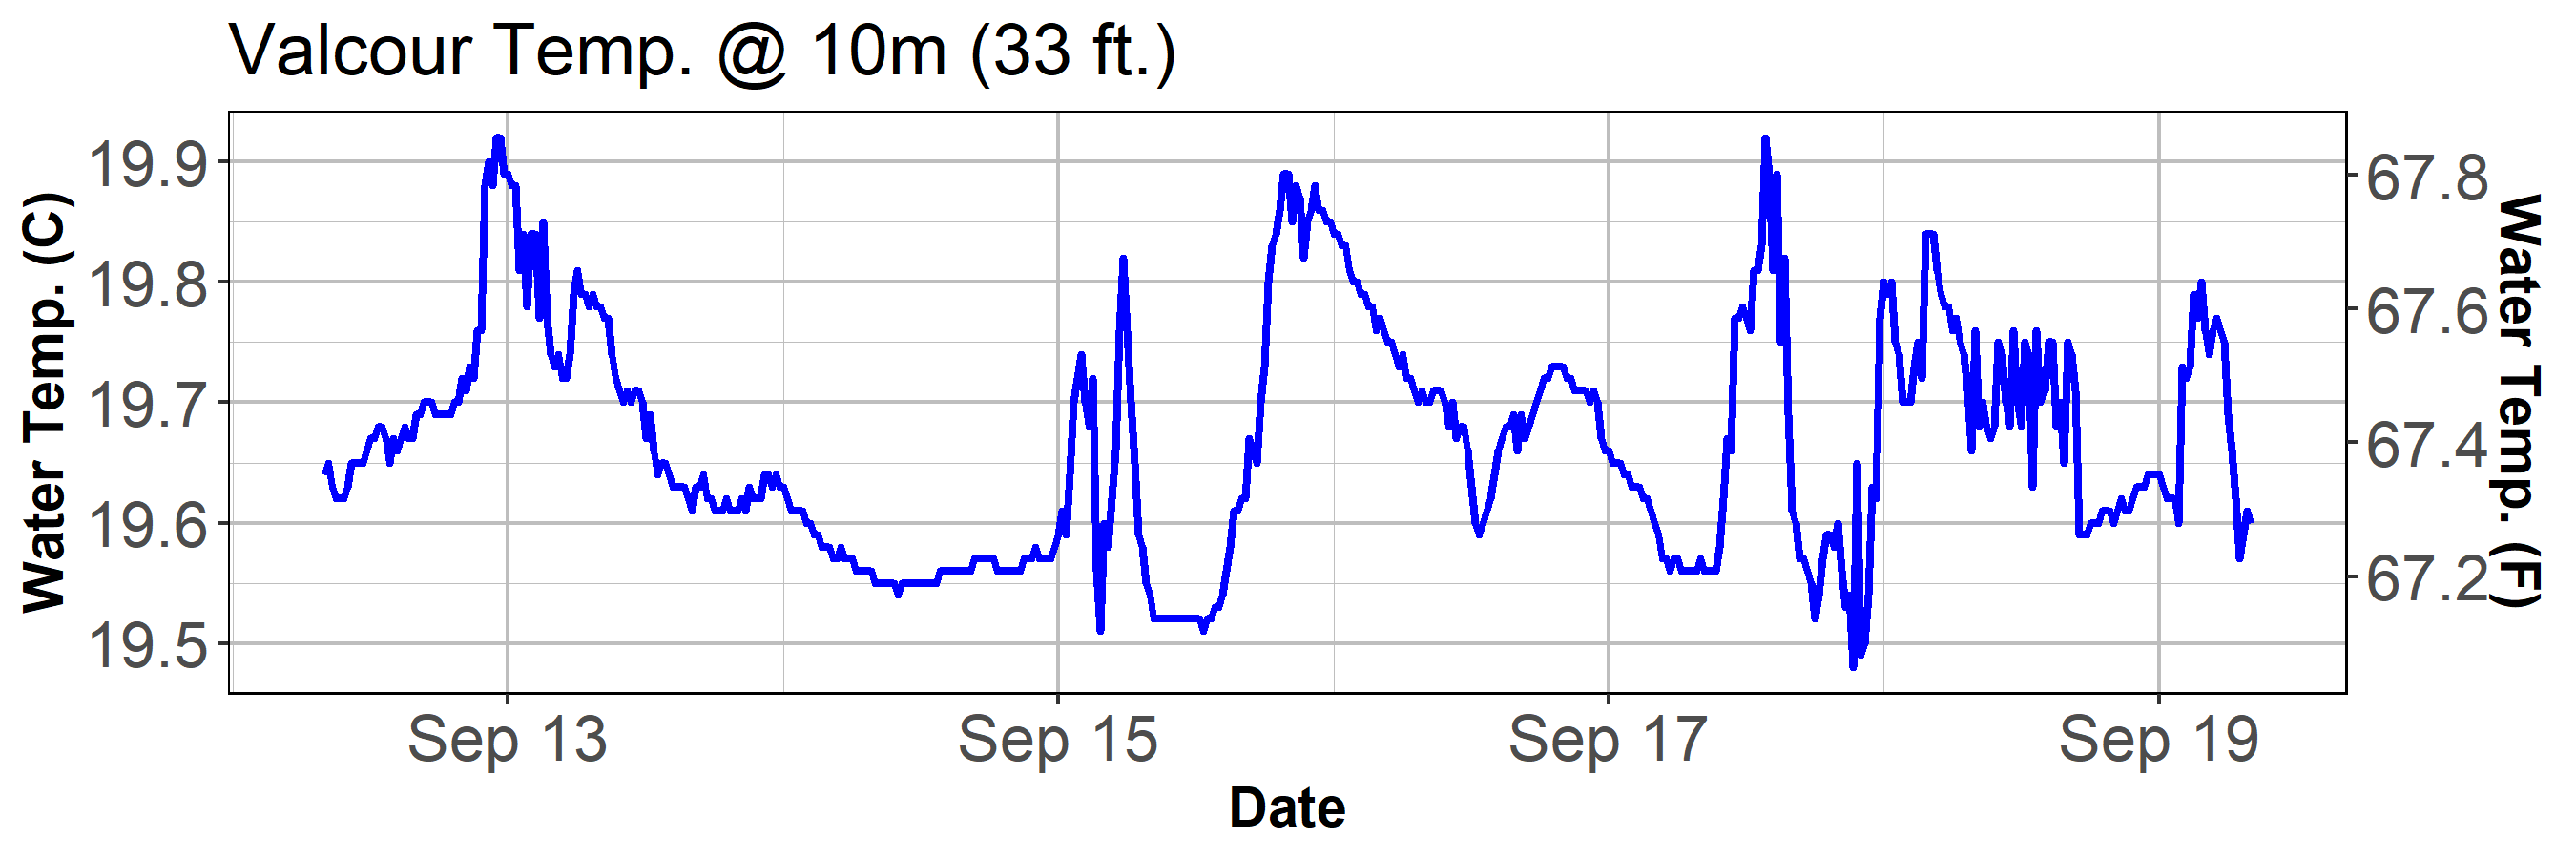 Valcour Temp. @ 10m (33 ft.)
Water Temp. (C)
19.9
19.8
19.7
19.6
19.5
67.8
67.6
67.4
67.2
Water Temp. (F)
Sep 13 Sep 15 Sep 17 Sep 19
Date